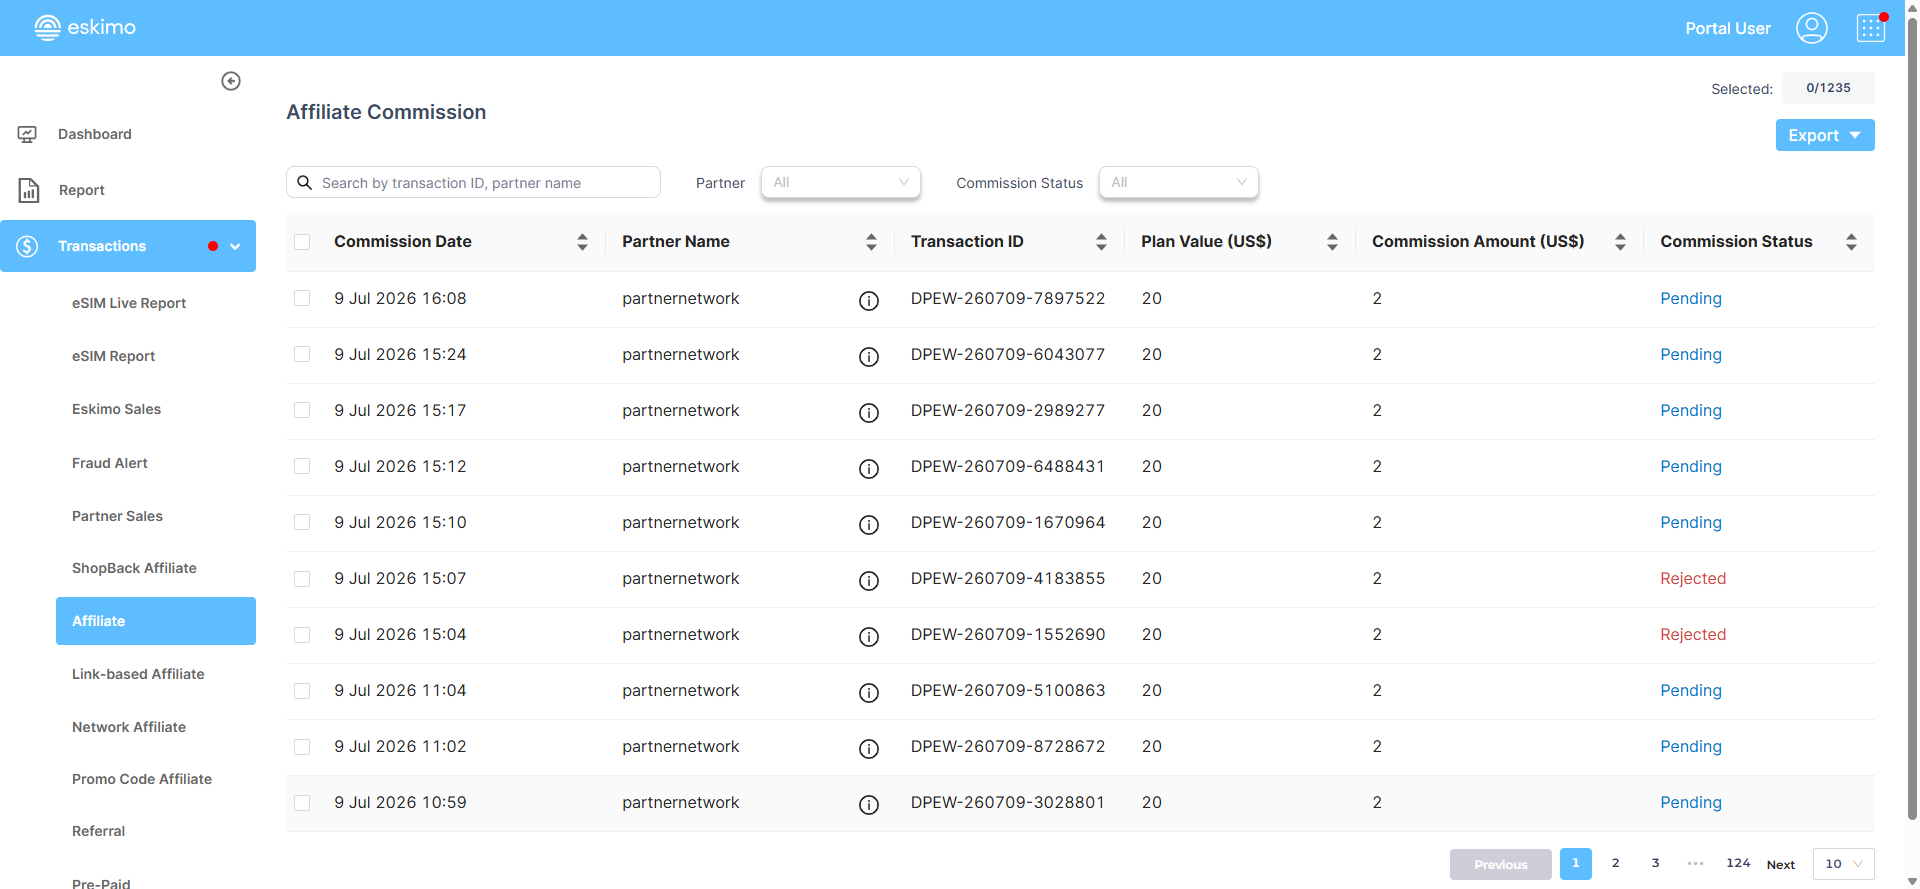 eskimo
Portal User
Selected: 0/1235
Affiliate Commission
Export
Dashboard
Report
Transactions
eSIM Live Report
eSIM Report
Eskimo Sales
Fraud Alert
Partner Sales
ShopBack Affiliate
Affiliate
Link-based Affiliate
Network Affiliate
Promo Code Affiliate
Referral
Pre-Paid
Search by transaction ID, partner name Partner All Commission Status All
Commission Date Partner Name Transaction ID Plan Value (US$) Commission Amount (US$) Commission Status
9 Jul 2026 16:08 partnernetwork DPEW-260709-7897522 20 2 Pending
9 Jul 2026 15:24 partnernetwork DPEW-260709-6043077 20 2 Pending
9 Jul 2026 15:17 partnernetwork DPEW-260709-2989277 20 2 Pending
9 Jul 2026 15:12 partnernetwork DPEW-260709-6488431 20 2 Pending
9 Jul 2026 15:10 partnernetwork DPEW-260709-1670964 20 2 Pending
9 Jul 2026 15:07 partnernetwork DPEW-260709-4183855 20 2 Rejected
9 Jul 2026 15:04 partnernetwork DPEW-260709-1552690 20 2 Rejected
9 Jul 2026 11:04 partnernetwork DPEW-260709-5100863 20 2 Pending
9 Jul 2026 11:02 partnernetwork DPEW-260709-8728672 20 2 Pending
9 Jul 2026 10:59 partnernetwork DPEW-260709-3028801 20 2 Pending
Previous 1 2 3 ••• 124 Next 10